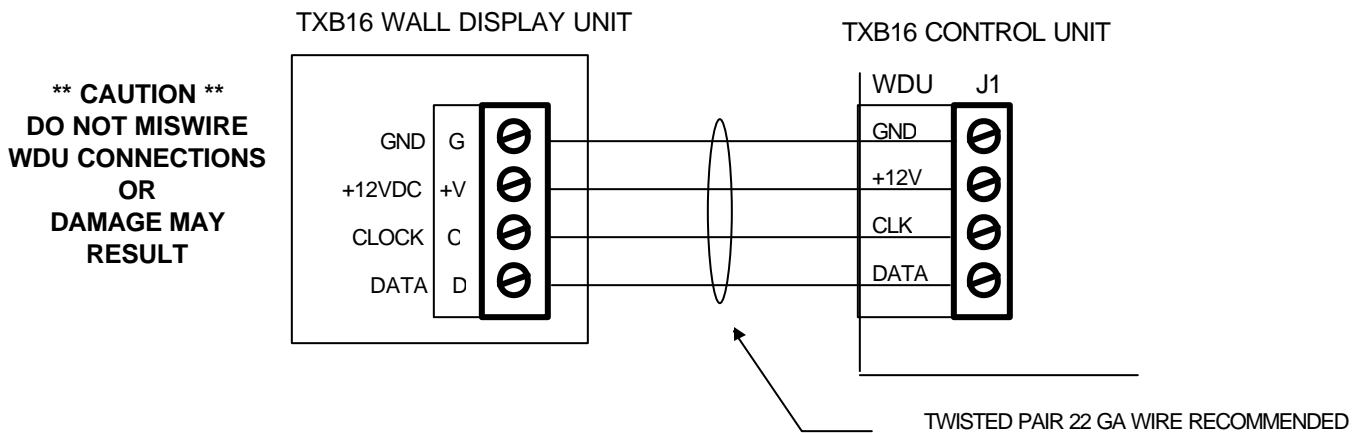 TXB16 WALL DISPLAY UNIT
TXB16 CONTROL UNIT
** CAUTION **
DO NOT MISWIRE
WDU CONNECTIONS
OR
DAMAGE MAY
RESULT
WDU J1
GND G
+12VDC +V
CLOCK C
DATA D
GND
+12V
CLK
DATA
TWISTED PAIR 22 GA WIRE RECOMMENDED